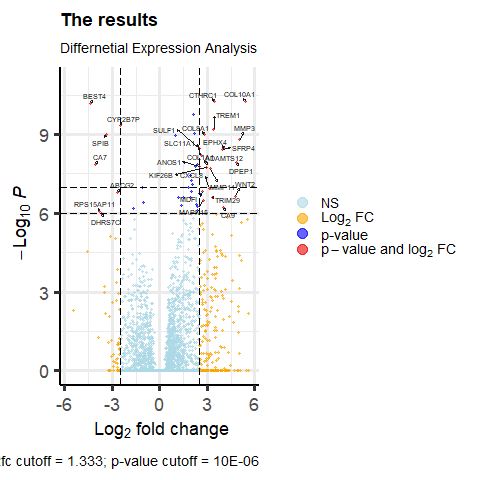 The results
Differnetial Expression Analysis
BEST4
CTHRC1
COL10A1
CYP2B7P
TREM1
SULF1
COL8A1
MMP3
SPIB
SLC11A1
SFRP4
CA7
ANOS1
ADAMTS12
DPEP1
KIF26B
CXCL5
ABCG2
MMP11
WNT2
RPS15AP11
TRIM29
DHRS7C
CA9
−Log10 P
9
6
3
0
-6
-3
0
3
6
Log2 fold change
NS
Log2 FC
p-value
p − value and log2 FC
fc cutoff = 1.333; p-value cutoff = 10E-06